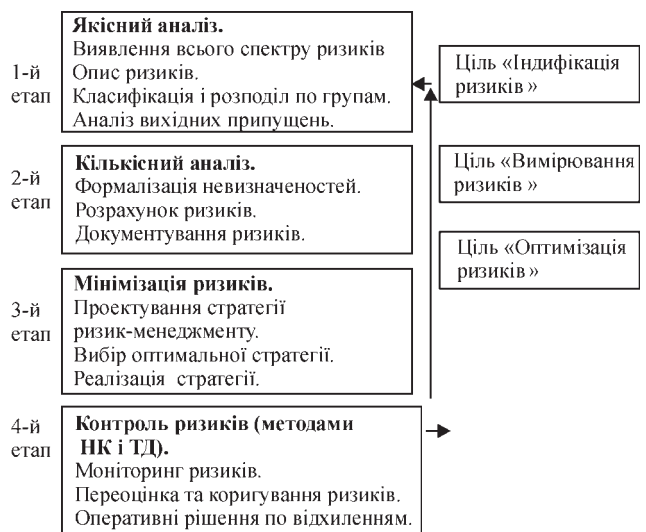 1-й
етап
Якісний аналіз.
Виявлення всього спектру ризиків
Опис ризиків.
Класифікація і розподіл по групам.
Аналіз вихідних припущень.
Ціль «Індифікація
ризиків »
2-й
етап
Кількісний аналіз.
Формалізація невизначеностей.
Розрахунок ризиків.
Документування ризиків.
Ціль «Вимірювання
ризиків »
Ціль «Оптимізація
ризиків»
3-й
етап
Мінімізація ризиків.
Проектування стратегії
ризик-менеджменту.
Вибір оптимальної стратегії.
Реалізація стратегії.
4-й
етап
Контроль ризиків (методами
НК і ТД).
Моніторинг ризиків.
Переоцінка та коригування ризиків.
Оперативні рішення по відхиленням.